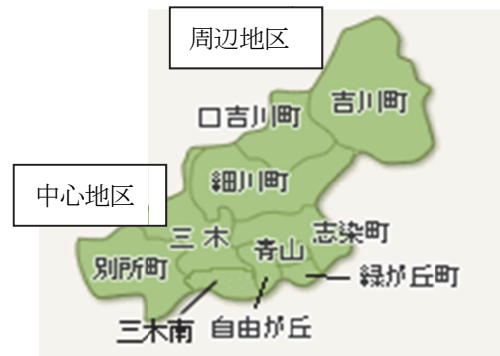 周辺地区
吉川町
口吉川町
細川町
中心地区
三木
青山
志染町
別所町
緑が丘町
三木南
自由が丘